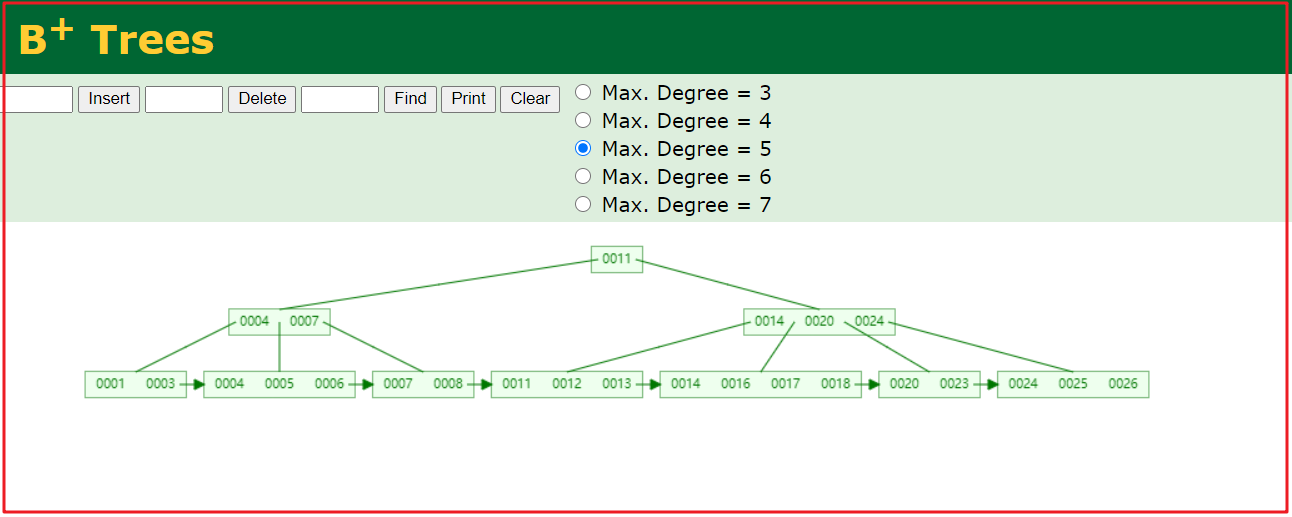 B+ Trees
Insert Delete Find Print Clear
Max. Degree = 3
Max. Degree = 4
Max. Degree = 5
Max. Degree = 6
Max. Degree = 7
0011
0004 0007 0014 0020 0024
0001 0003 0004 0005 0006 0007 0008 0011 0012 0013 0014 0016 0017 0018 0020 0023 0024 0025 0026